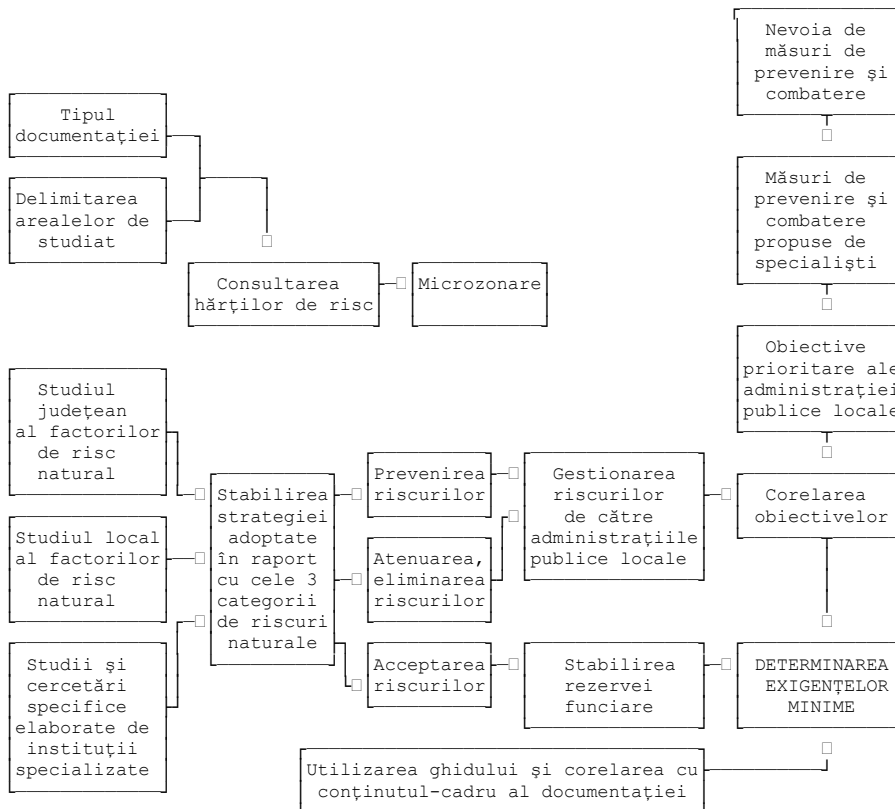 Nevoia de
măsuri de
prevenire şi
combatere
Tipul
documentaţiei
Delimitarea
arealelor de
studiat
Măsuri de
prevenire şi
combatere
propuse de
specialişti
Consultarea
hărţilor de risc
Microzonare
Obiective
prioritare ale
administraţiei
publice locale
Studiul
judeţean
al factorilor
de risc
natural
Studiul local
al factorilor
de risc
natural
Studii şi
cercetări
specifice
elaborate de
instituţii
specializate
Stabilirea
strategiei
adoptate
în raport
cu cele 3
categorii
de riscuri
naturale
Prevenirea
riscurilor
Atenuarea,
eliminarea
riscurilor
Acceptarea
riscurilor
Gestionarea
riscurilor
de către
administraţiile
publice locale
Stabilirea
rezervei
funciare
Corelarea
obiectivelor
DETERMINAREA
EXIGENŢELOR
MINIME
Utilizarea ghidului şi corelarea cu
conţinutul-cadru al documentaţiei